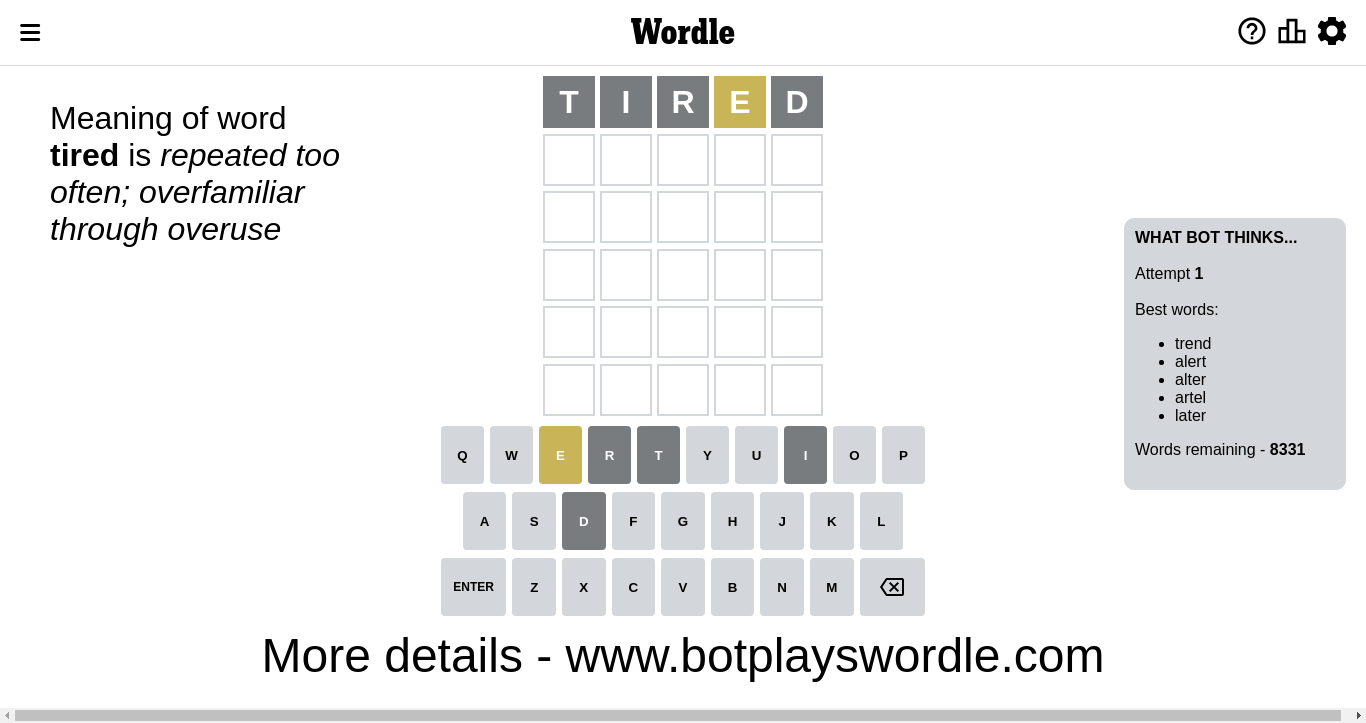 Wordle
Meaning of word
tired is repeated too
often; overfamiliar
through overuse
T I R E D
WHAT BOT THINKS...
Attempt 1
Best words:
trend
alert
alter
artel
later
Words remaining - 8331
Q W E R T Y U I O P
A S D F G H J K L
ENTER Z X C V B N M
More details - www.botplayswordle.com